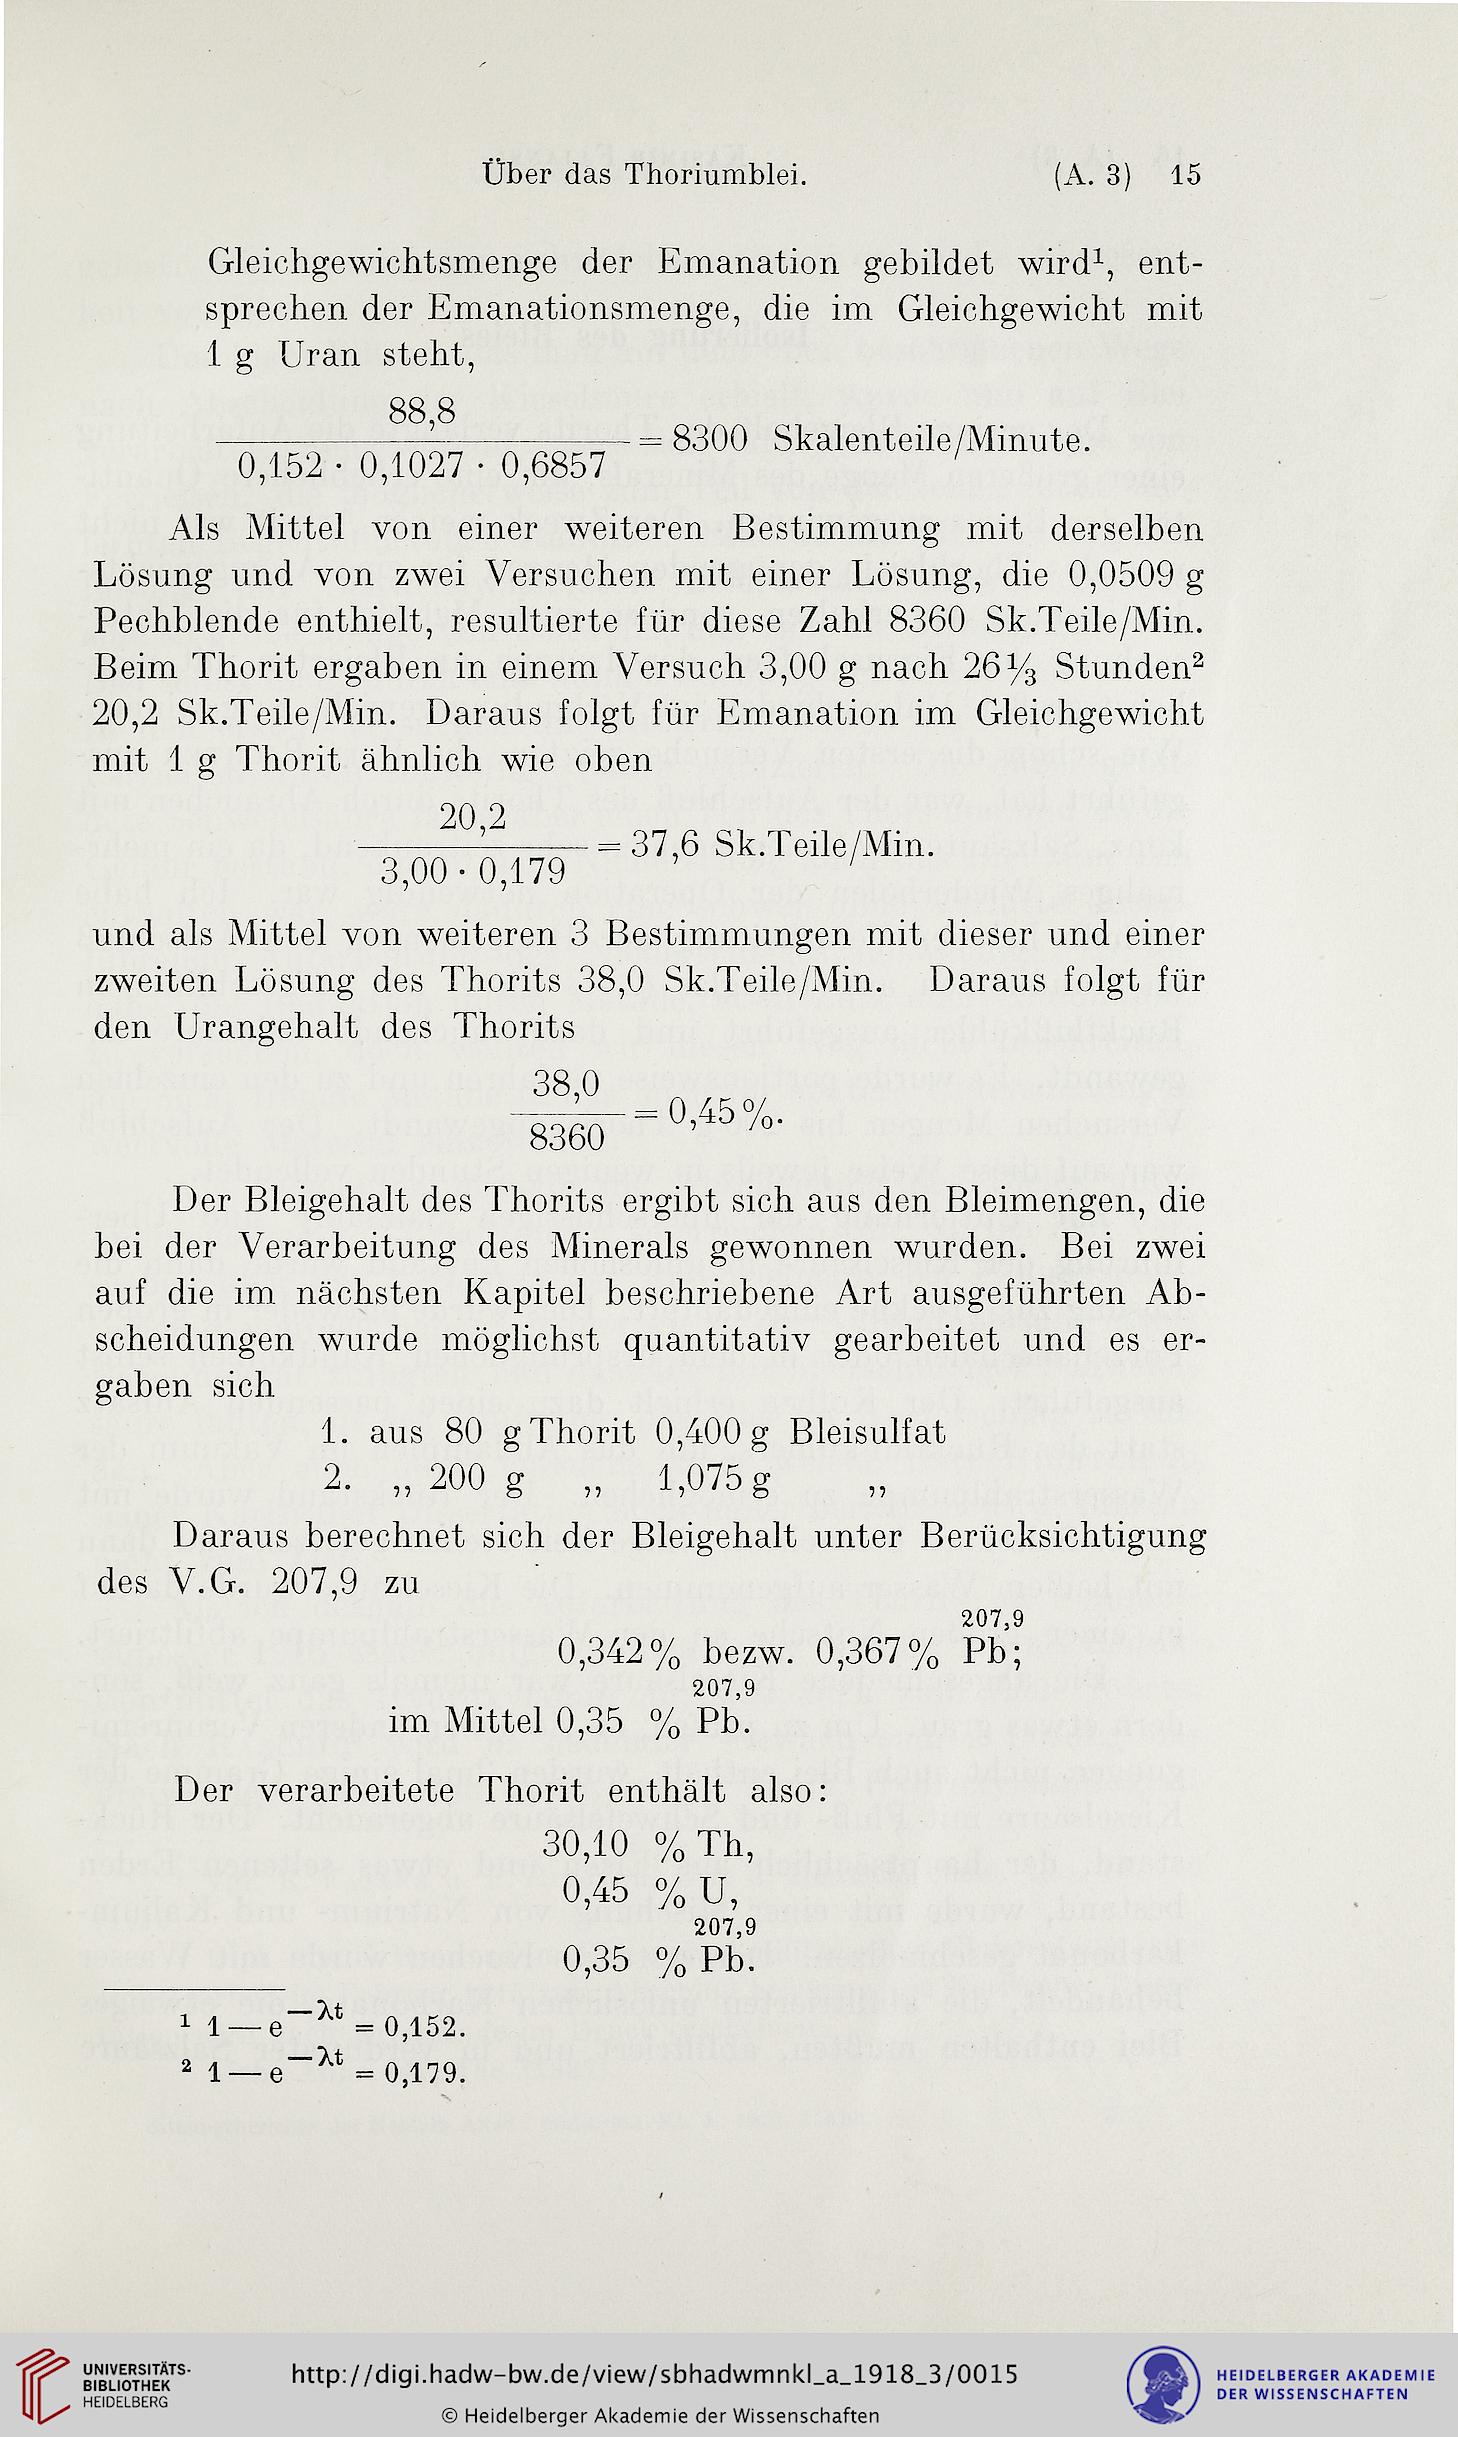 Über das Thoriumblei. (A. 3) 15
Gleichgewichtsmenge der Emanation gebildet wird¹, ent-
sprechen der Emanationsmenge, die im Gleichgewicht mit
1 g Uran steht,
88,8
= 8300 Skalenteile/Minute.
0,152 · 0,1027 · 0,6857
Als Mittel von einer weiteren Bestimmung mit derselben
Lösung und von zwei Versuchen mit einer Lösung, die 0,0509 g
Pechblende enthielt, resultierte für diese Zahl 8360 Sk.Teile/Min.
Beim Thorit ergaben in einem Versuch 3,00 g nach 26⅓ Stunden²
20,2 Sk.Teile/Min. Daraus folgt für Emanation im Gleichgewicht
mit 1 g Thorit ähnlich wie oben
20,2
= 37,6 Sk.Teile/Min.
3,00 · 0,179
und als Mittel von weiteren 3 Bestimmungen mit dieser und einer
zweiten Lösung des Thorits 38,0 Sk.Teile/Min. Daraus folgt für
den Urangehalt des Thorits
38,0
= 0,45 %.
8360
Der Bleigehalt des Thorits ergibt sich aus den Bleimengen, die
bei der Verarbeitung des Minerals gewonnen wurden. Bei zwei
auf die im nächsten Kapitel beschriebene Art ausgeführten Ab-
scheidungen wurde möglichst quantitativ gearbeitet und es er-
gaben sich
1. aus 80 g Thorit 0,400 g Bleisulfat
2. „ 200 g „ 1,075 g „
Daraus berechnet sich der Bleigehalt unter Berücksichtigung
des V.G. 207,9 zu
207,9
0,342 % bezw. 0,367 % Pb;
207,9
im Mittel 0,35 % Pb.
Der verarbeitete Thorit enthält also:
30,10 % Th,
0,45 % U,
207,9
0,35 % Pb.
¹ 1 — e^—λt = 0,152.
² 1 — e^—λt = 0,179.
UNIVERSITÄTS-
BIBLIOTHEK
HEIDELBERG
http://digi.hadw-bw.de/view/sbhadwmnkl_a_1918_3/0015
© Heidelberger Akademie der Wissenschaften
HEIDELBERGER AKADEMIE
DER WISSENSCHAFTEN